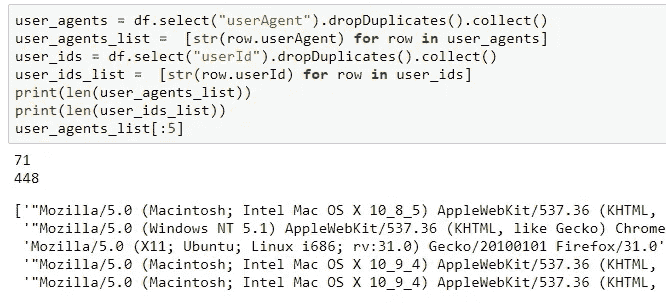 user_agents = df.select("userAgent").dropDuplicates().collect()
user_agents_list =  [str(row.userAgent) for row in user_agents]
user_ids = df.select("userId").dropDuplicates().collect()
user_ids_list =  [str(row.userId) for row in user_ids]
print(len(user_agents_list))
print(len(user_ids_list))
user_agents_list[:5]
71
448
['"Mozilla/5.0 (Macintosh; Intel Mac OS X 10_8_5) AppleWebKit/537.36 (KHTML,
'"Mozilla/5.0 (Windows NT 5.1) AppleWebKit/537.36 (KHTML, like Gecko) Chrome
'Mozilla/5.0 (X11; Ubuntu; Linux i686; rv:31.0) Gecko/20100101 Firefox/31.0'
'"Mozilla/5.0 (Macintosh; Intel Mac OS X 10_9_4) AppleWebKit/537.36 (KHTML,
'"Mozilla/5.0 (Macintosh; Intel Mac OS X 10_9_4) AppleWebKit/537.36 (KHTML,